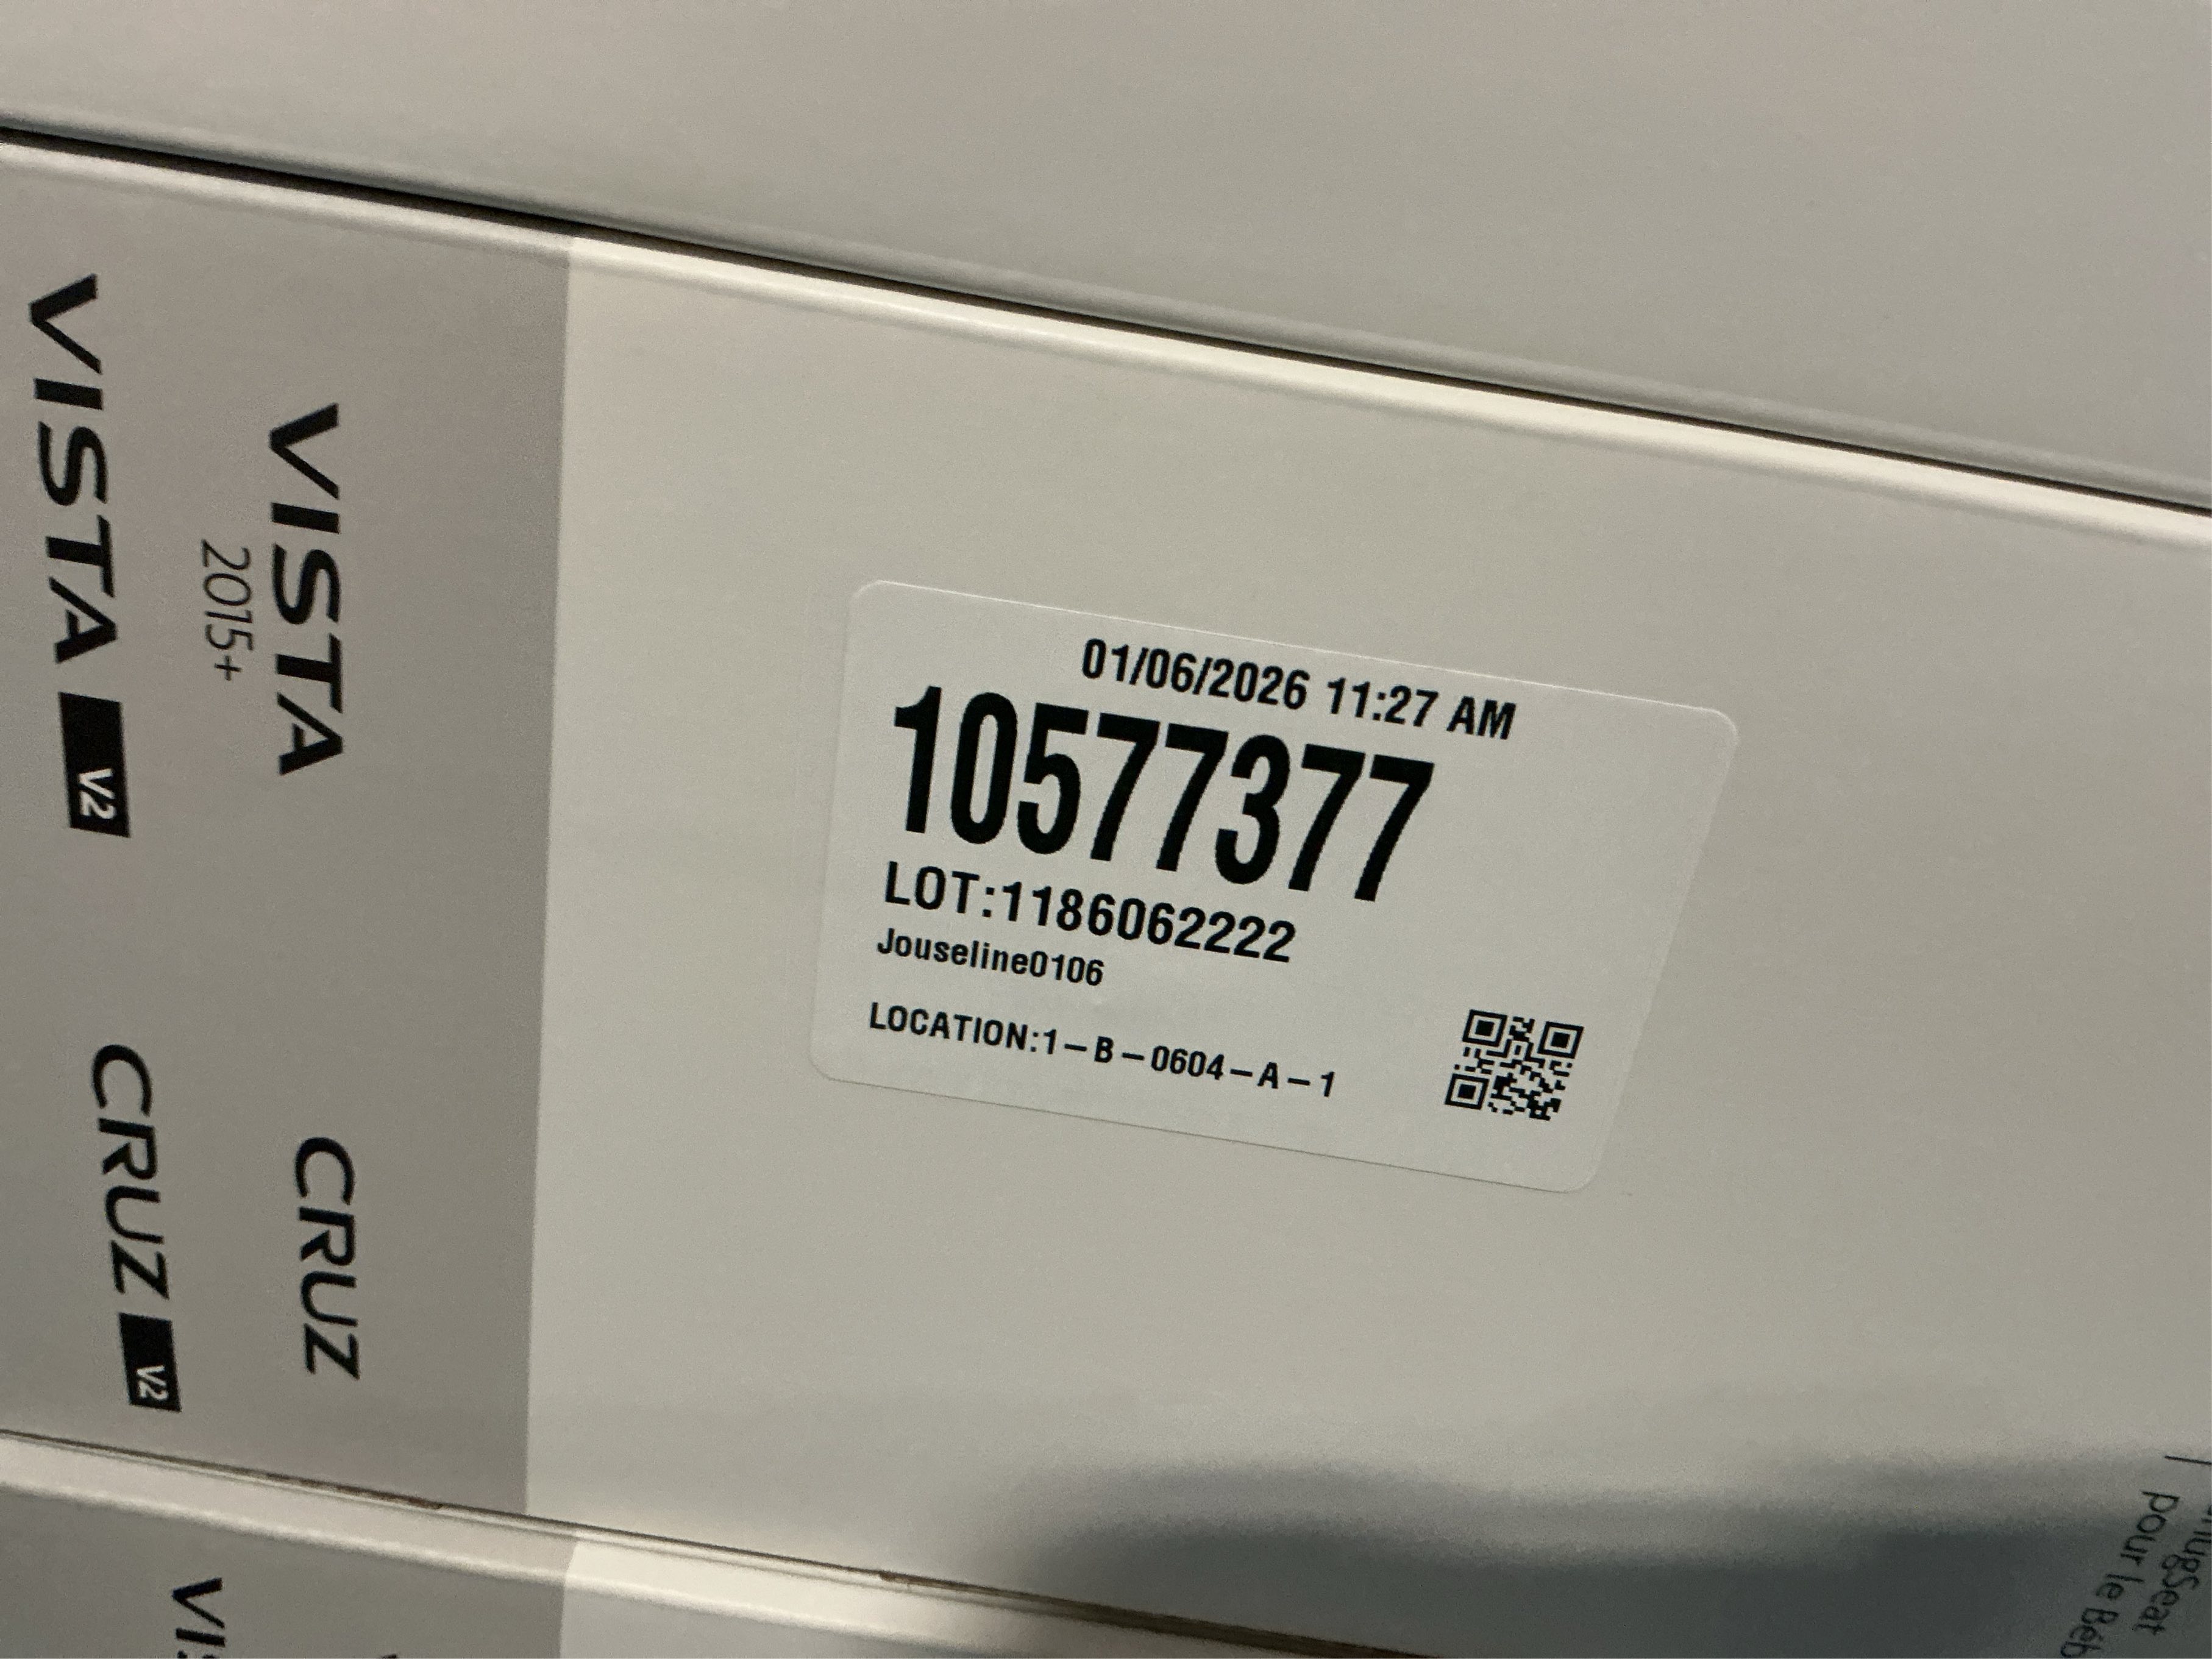 VISTA
2015+
VISTA V2
CRUZ
CRUZ V2
01/06/2026 11:27 AM
10577377
LOT:1186062222
Jouseline0106
LOCATION:1-B-0604-A-1
pour le